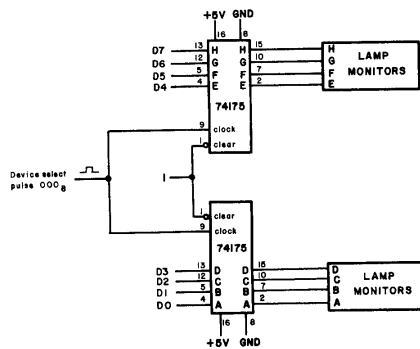 +5V GND
16 8
D7 13 H H 15 H
D6 12 G G 10 G
D5 5 F F 7 F
D4 4 E E 2 E
LAMP
MONITORS
74175
9 clock
1 clear
Device select
pulse 000₈
1
1 clear
9 clock
74175
D3 13 D D 15 D
D2 12 C C 10 C
D1 5 B B 7 B
D0 4 A A 2 A
LAMP
MONITORS
16 8
+5V GND